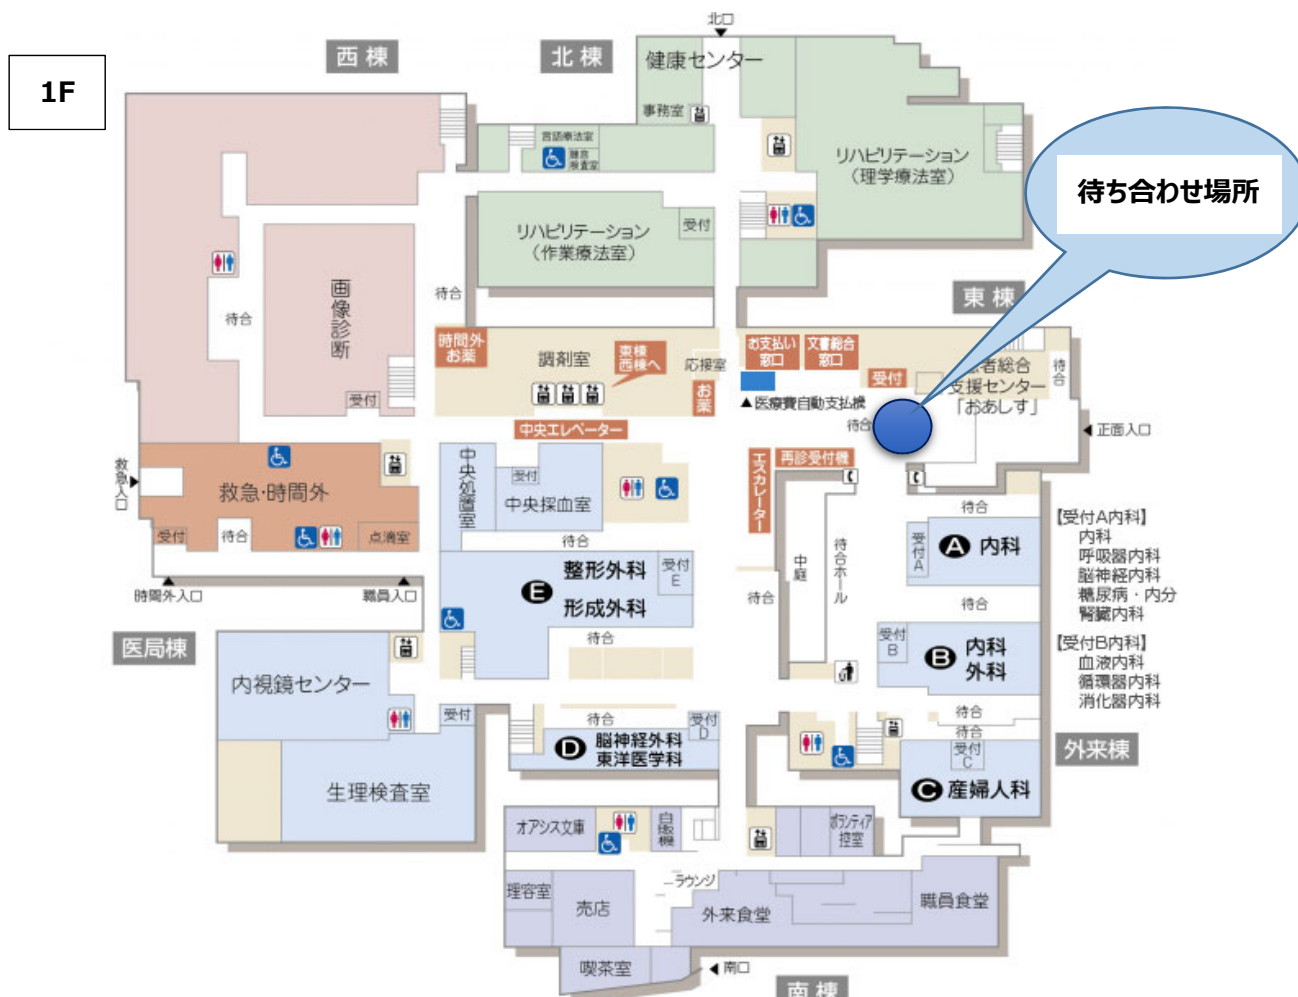 北口
西棟
北棟
健康センター
1F
事務室
言語療法室
聴音
検査室
リハビリテーション
(理学療法室)
待ち合わせ場所
受付
リハビリテーション
(作業療法室)
画像診断
待合
待合
東棟
時間外
お薬
調剤室
東棟
西棟へ
応接室
お支払い
窓口
文書総合
窓口
受付
患者総合
支援センター
「おあしす」
待合
お薬
▲医療費自動支払機
受付
待合
正面入口
中央エレベーター
エスカレーター
再診受付機
救急入口
救急・時間外
中央処置室
受付
中央採血室
待合
受付
待合
点滴室
待合
中庭
待合ホール
受付A
A 内科
【受付A内科】
内科
呼吸器内科
脳神経内科
糖尿病・内分
腎臓内科
整形外科
受付
E
E
形成外科
時間外入口
職員入口
待合
待合
医局棟
待合
受付
B
B 内科
外科
【受付B内科】
血液内科
循環器内科
消化器内科
内視鏡センター
受付
待合
受付
D
D 脳神経外科
東洋医学科
待合
待合
受付
C
外来棟
C 産婦人科
生理検査室
オアシス文庫
自販機
ボランティア
控室
理容室
売店
ラウンジ
外来食堂
職員食堂
喫茶室
南口
南棟